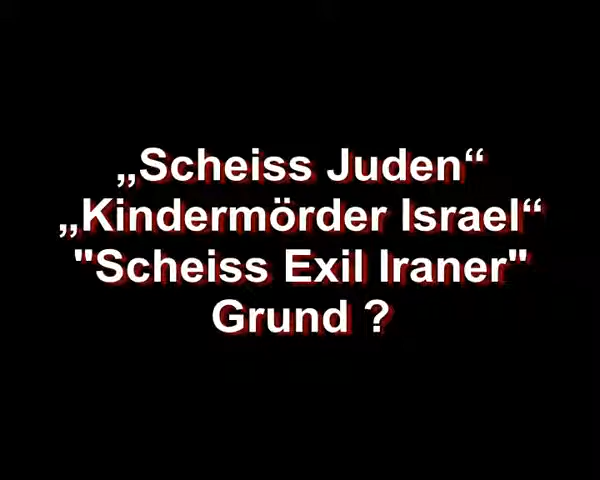 „Scheiss Juden“
„Kindermörder Israel“
"Scheiss Exil Iraner"
Grund ?